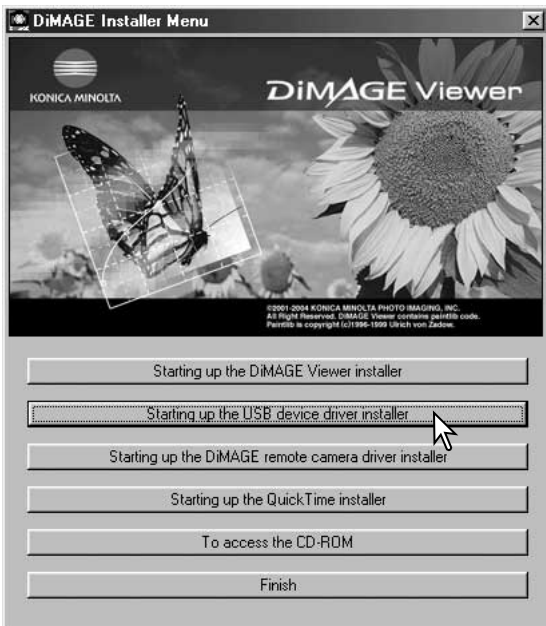 DiMAGE Installer Menu
KONICA MINOLTA
DiMAGE Viewer
©2001-2004 KONICA MINOLTA PHOTO IMAGING, INC.
All Right Reserved. DiMAGE Viewer contains paintlib code.
Paintlib is copyright (c)1996-1999 Ulrich von Zadow.
Starting up the DiMAGE Viewer installer
Starting up the USB device driver installer
Starting up the DiMAGE remote camera driver installer
Starting up the QuickTime installer
To access the CD-ROM
Finish